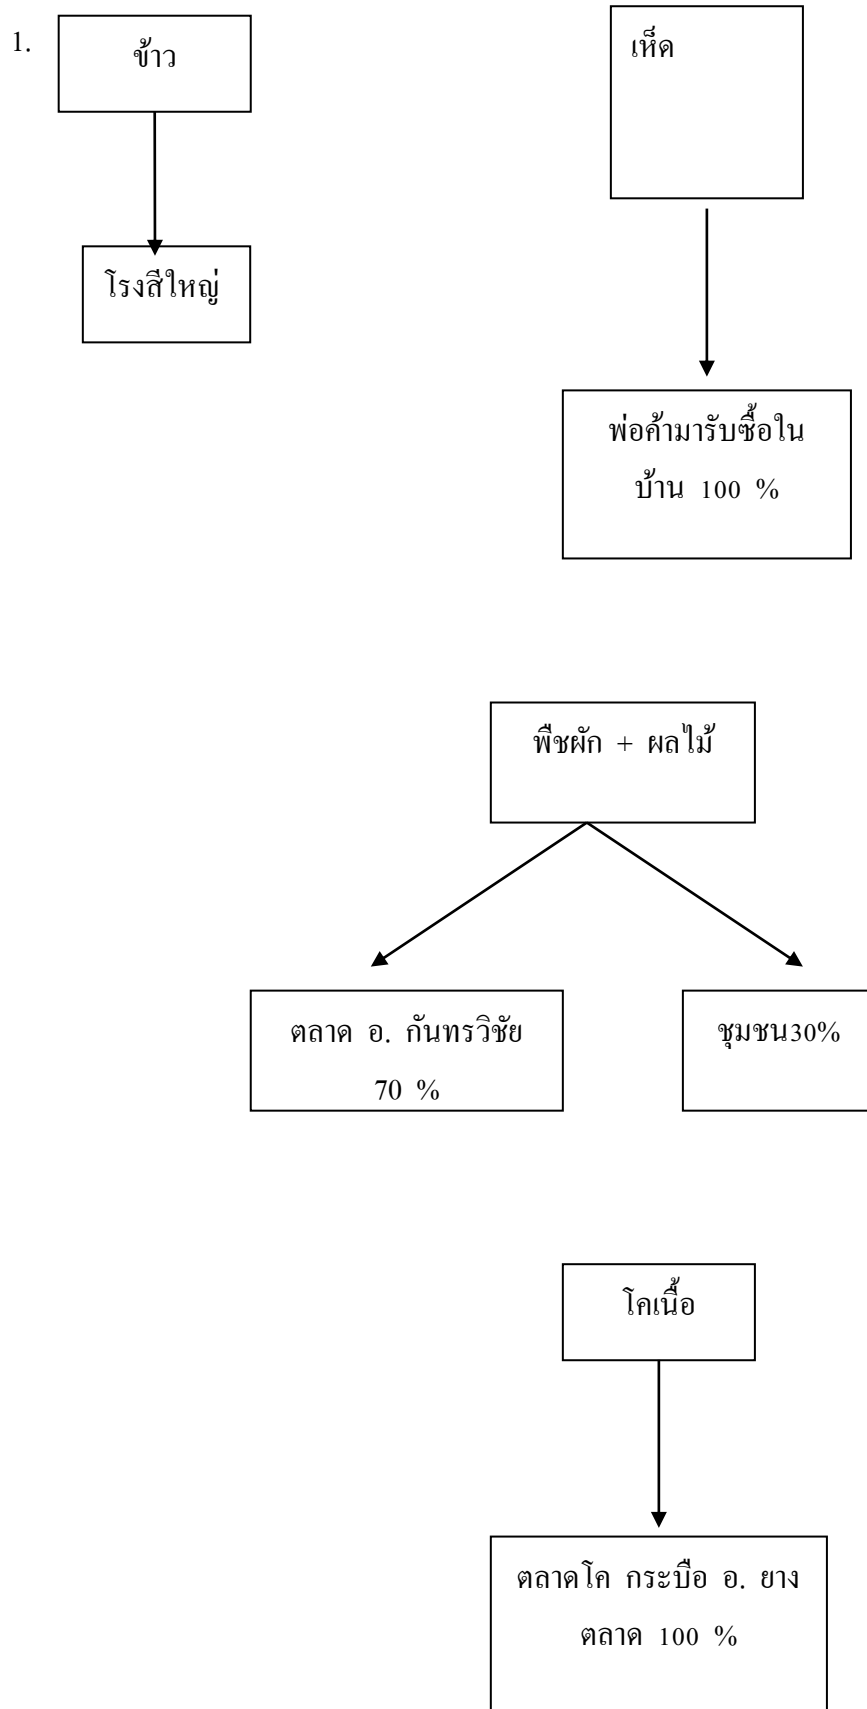 1.
ข้าว
เห็ด
โรงสีใหญ่
พ่อค้ามารับซื้อใน
บ้าน 100 %
พืชผัก + ผลไม้
ตลาด อ. กันทรวิชัย
70 %
ชุมชน30%
โคเนื้อ
ตลาดโค กระบือ อ. ยาง
ตลาด 100 %